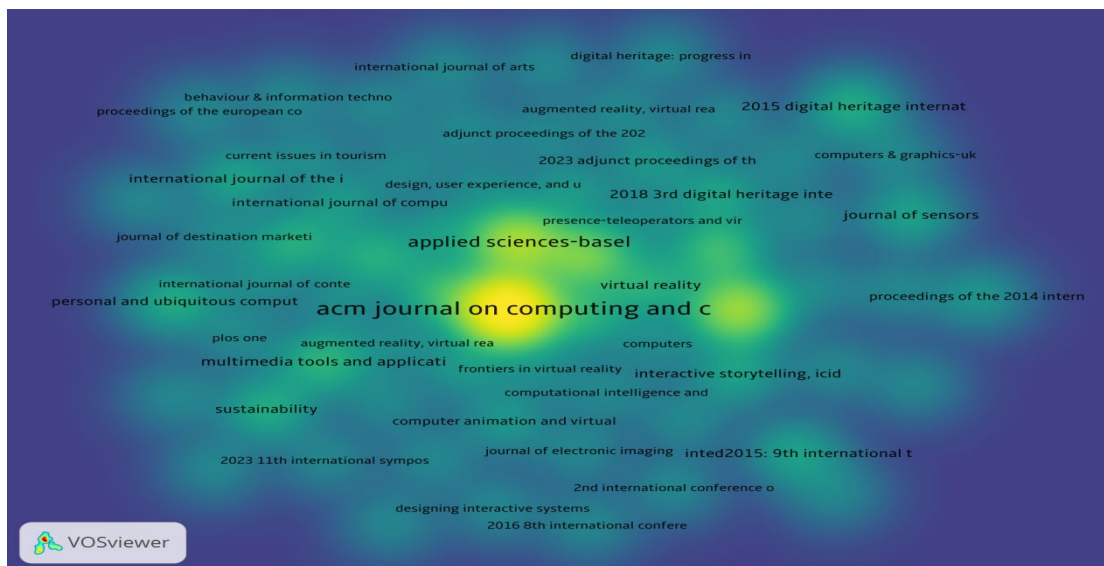 digital heritage: progress in
international journal of arts
behaviour & information techno
proceedings of the european co
augmented reality, virtual rea
2015 digital heritage internat
adjunct proceedings of the 202
current issues in tourism
2023 adjunct proceedings of th
computers & graphics-uk
international journal of the i
design, user experience, and u
2018 3rd digital heritage inte
international journal of compu
presence-teleoperators and vir
journal of sensors
journal of destination marketi
applied sciences-basel
international journal of conte
virtual reality
personal and ubiquitous comput
acm journal on computing and c
proceedings of the 2014 intern
plos one
augmented reality, virtual rea
computers
multimedia tools and applicati
frontiers in virtual reality
interactive storytelling, icid
computational intelligence and
sustainability
computer animation and virtual
journal of electronic imaging
inted2015: 9th international t
2023 11th international sympos
2nd international conference o
designing interactive systems
2016 8th international confere
VOSviewer